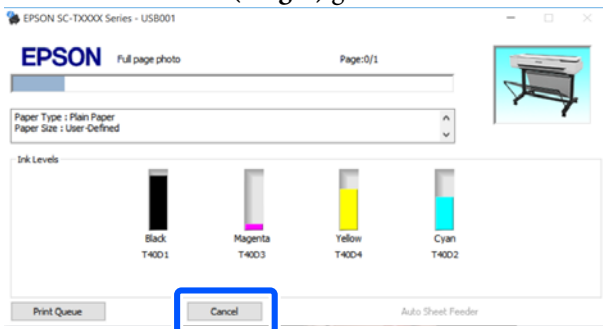 EPSON SC-TXXXX Series - USB001
EPSON Full page photo Page:0/1
Paper Type : Plain Paper
Paper Size : User-Defined
Ink Levels
Black Magenta Yellow Cyan
T40D1 T40D3 T40D4 T40D2
Print Queue Cancel Auto Sheet Feeder